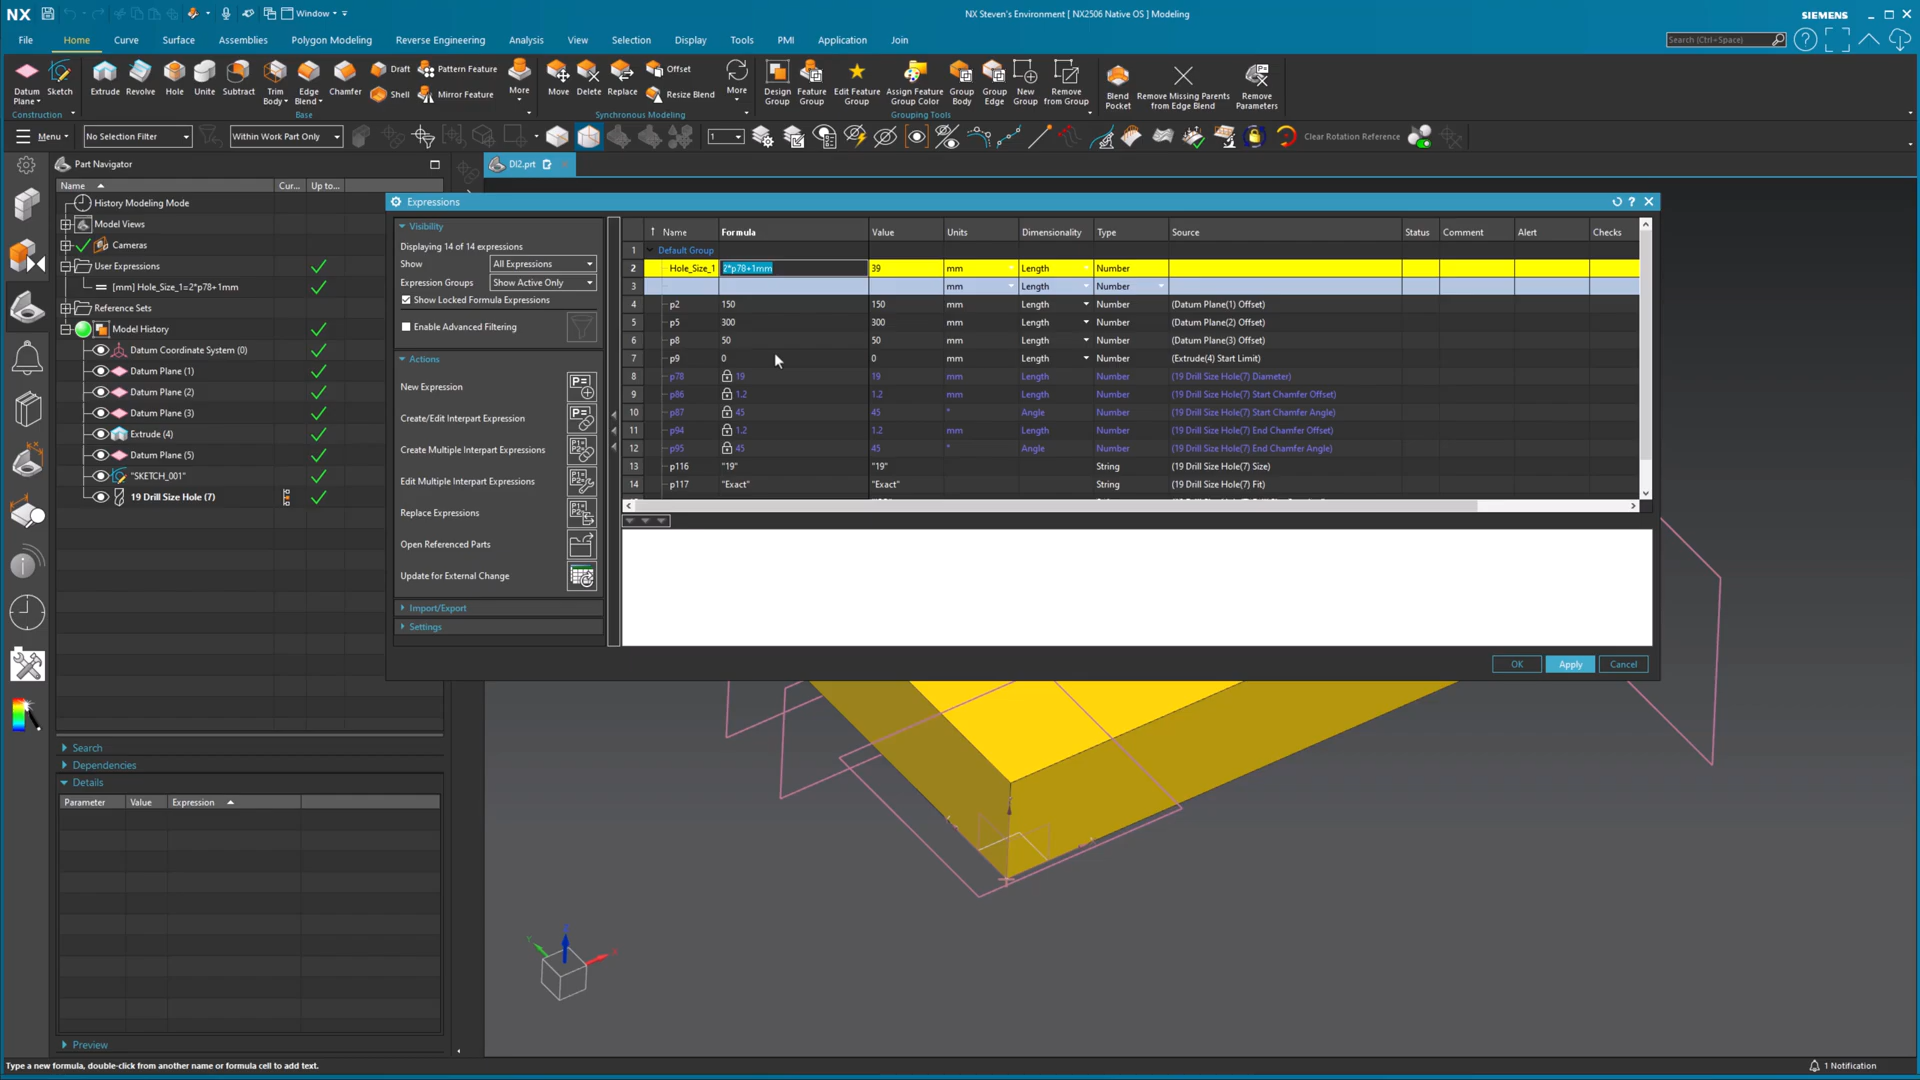 NX
Window
NX Steven's Environment [ NX2506 Native OS ] Modeling
SIEMENS
File Home Curve Surface Assemblies Polygon Modeling Reverse Engineering Analysis View Selection Display Tools PMI Application Join
Search (Ctrl+Space)
Datum Plane
Sketch
Extrude
Revolve
Hole
Unite
Subtract
Trim Body
Edge Blend
Chamfer
Draft
Shell
Pattern Feature
Mirror Feature
More
Move
Delete
Replace
Offset
Resize Blend
More
Design Group
Feature Group
Edit Feature Group
Assign Feature Group Color
Group Body
Group Edge
New Group
Remove from Group
Blend Pocket
Remove Missing Parents from Edge Blend
Remove Parameters
Construction
Base
Synchronous Modeling
Grouping Tools
Menu
No Selection Filter
Within Work Part Only
1
Clear Rotation Reference
Part Navigator
DI2.prt
Name Cur... Up to...
History Modeling Mode
Model Views
Cameras
User Expressions
[mm] Hole_Size_1=2*p78+1mm
Reference Sets
Model History
Datum Coordinate System (0)
Datum Plane (1)
Datum Plane (2)
Datum Plane (3)
Extrude (4)
Datum Plane (5)
"SKETCH_001"
19 Drill Size Hole (7)
Search
Dependencies
Details
Parameter Value Expression
Preview
Expressions
Visibility
Displaying 14 of 14 expressions
Show All Expressions
Expression Groups Show Active Only
Show Locked Formula Expressions
Enable Advanced Filtering
Actions
New Expression
Create/Edit Interpart Expression
Create Multiple Interpart Expressions
Edit Multiple Interpart Expressions
Replace Expressions
Open Referenced Parts
Update for External Change
Import/Export
Settings
Name Formula Value Units Dimensionality Type Source Status Comment Alert Checks
1 Default Group
2 Hole_Size_1 2*p78+1mm 39 mm Length Number
3 mm Length Number
4 p2 150 150 mm Length Number (Datum Plane(1) Offset)
5 p5 300 300 mm Length Number (Datum Plane(2) Offset)
6 p8 50 50 mm Length Number (Datum Plane(3) Offset)
7 p9 0 0 mm Length Number (Extrude(4) Start Limit)
8 p78 19 19 mm Length Number (19 Drill Size Hole(7) Diameter)
9 p86 1.2 1.2 mm Length Number (19 Drill Size Hole(7) Start Chamfer Offset)
10 p87 45 45 ° Angle Number (19 Drill Size Hole(7) Start Chamfer Angle)
11 p94 1.2 1.2 mm Length Number (19 Drill Size Hole(7) End Chamfer Offset)
12 p95 45 45 ° Angle Number (19 Drill Size Hole(7) End Chamfer Angle)
13 p116 "19" "19" String (19 Drill Size Hole(7) Size)
14 p117 "Exact" "Exact" String (19 Drill Size Hole(7) Fit)
OK Apply Cancel
Type a new formula, double-click from another name or formula cell to add text.
1 Notification